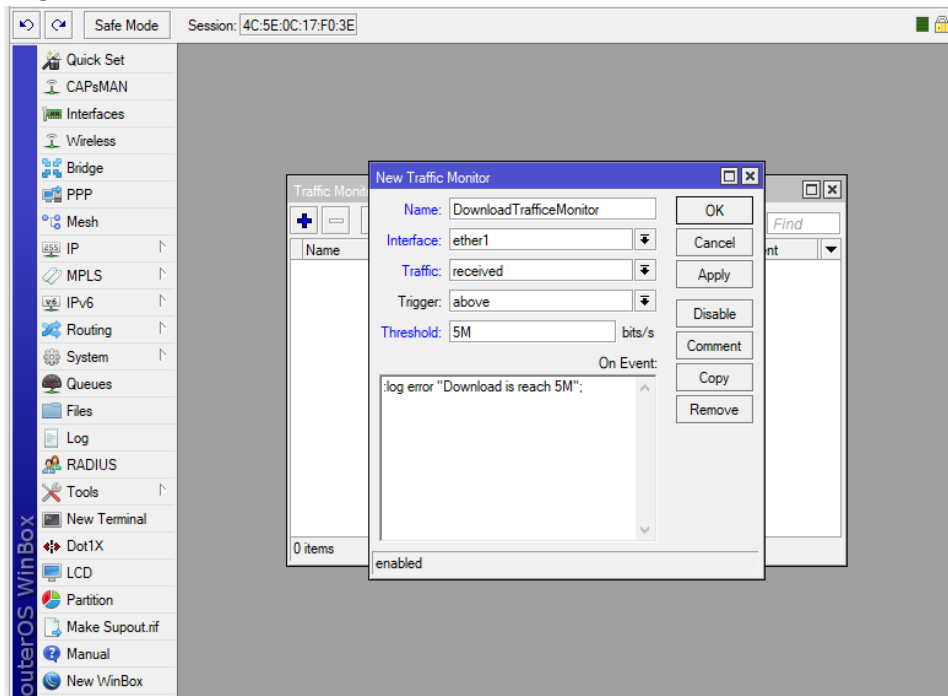 Safe Mode Session: 4C:5E:0C:17:F0:3E
Quick Set
CAPsMAN
Interfaces
Wireless
Bridge
PPP
Mesh
255 IP
MPLS
v6 IPv6
Routing
System
Queues
Files
Log
RADIUS
Tools
New Terminal
Dot1X
LCD
Partition
Make Supout.rif
Manual
New WinBox
outerOS WinBox
Traffic Monit
Find
Name
nt
0 items
New Traffic Monitor
Name: DownloadTrafficeMonitor
Interface: ether1
Traffic: received
Trigger: above
Threshold: 5M bits/s
On Event:
:log error "Download is reach 5M";
enabled
OK
Cancel
Apply
Disable
Comment
Copy
Remove